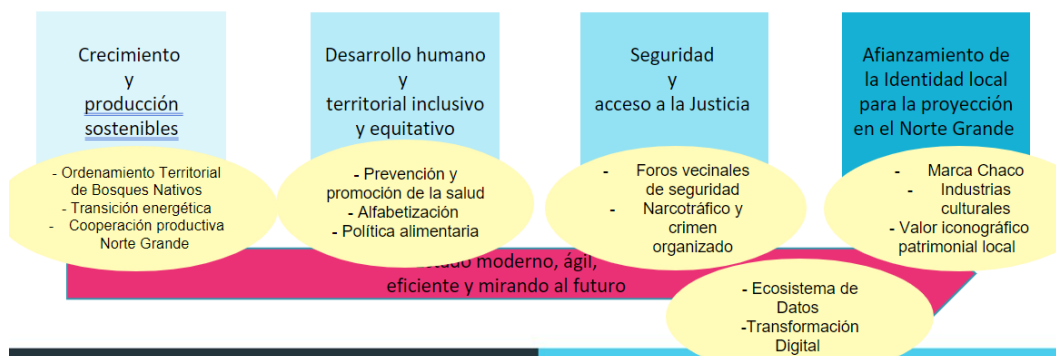 Crecimiento
y
producción
sostenibles
- Ordenamiento Territorial
de Bosques Nativos
- Transición energética
- Cooperación productiva
Norte Grande
Desarrollo humano
y
territorial inclusivo
y equitativo
- Prevención y
promoción de la salud
- Alfabetización
- Política alimentaria
Seguridad
y
acceso a la Justicia
- Foros vecinales
de seguridad
- Narcotráfico y
crimen
organizado
Afianzamiento de
la Identidad local
para la proyección
en el Norte Grande
- Marca Chaco
- Industrias
culturales
- Valor iconográfico
patrimonial local
moderno, ágil,
eficiente y mirando al futuro
- Ecosistema de
Datos
-Transformación
Digital